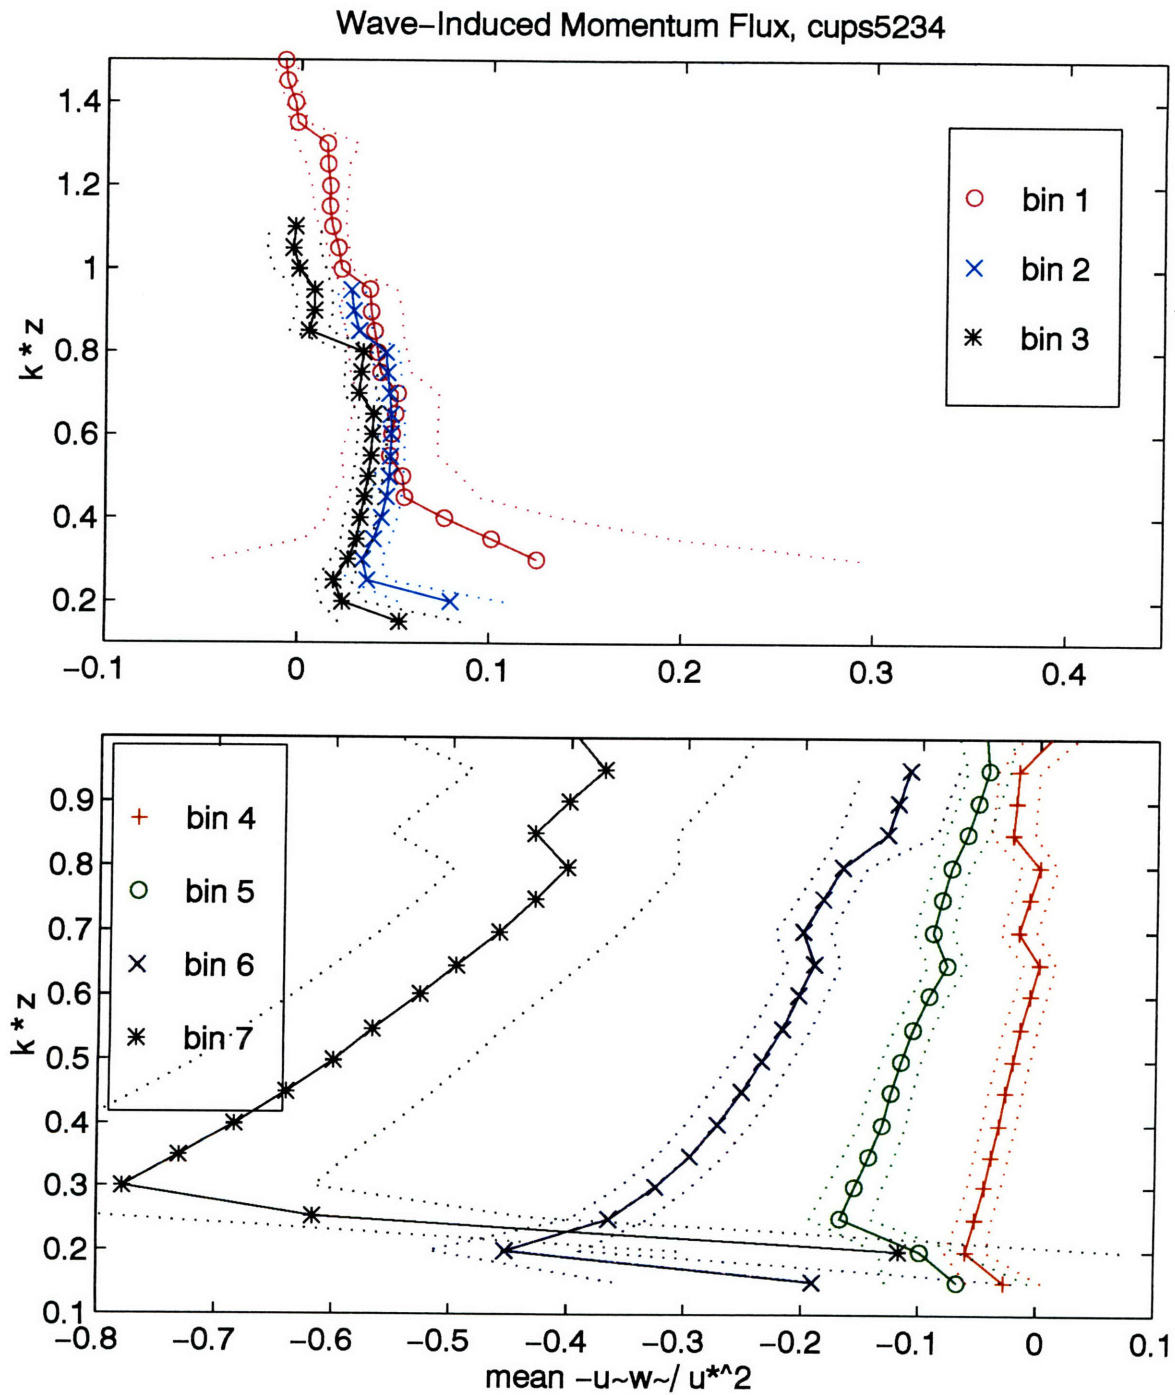 Wave−Induced Momentum Flux, cups5234
1.4
1.2
1
0.8
0.6
0.4
0.2
k * z
bin 1
bin 2
bin 3
−0.1 0 0.1 0.2 0.3 0.4
0.9
0.8
0.7
0.6
0.5
0.4
0.3
0.2
0.1
k * z
bin 4
bin 5
bin 6
bin 7
−0.8 −0.7 −0.6 −0.5 −0.4 −0.3 −0.2 −0.1 0 0.1
mean −u~w~/ u*^2